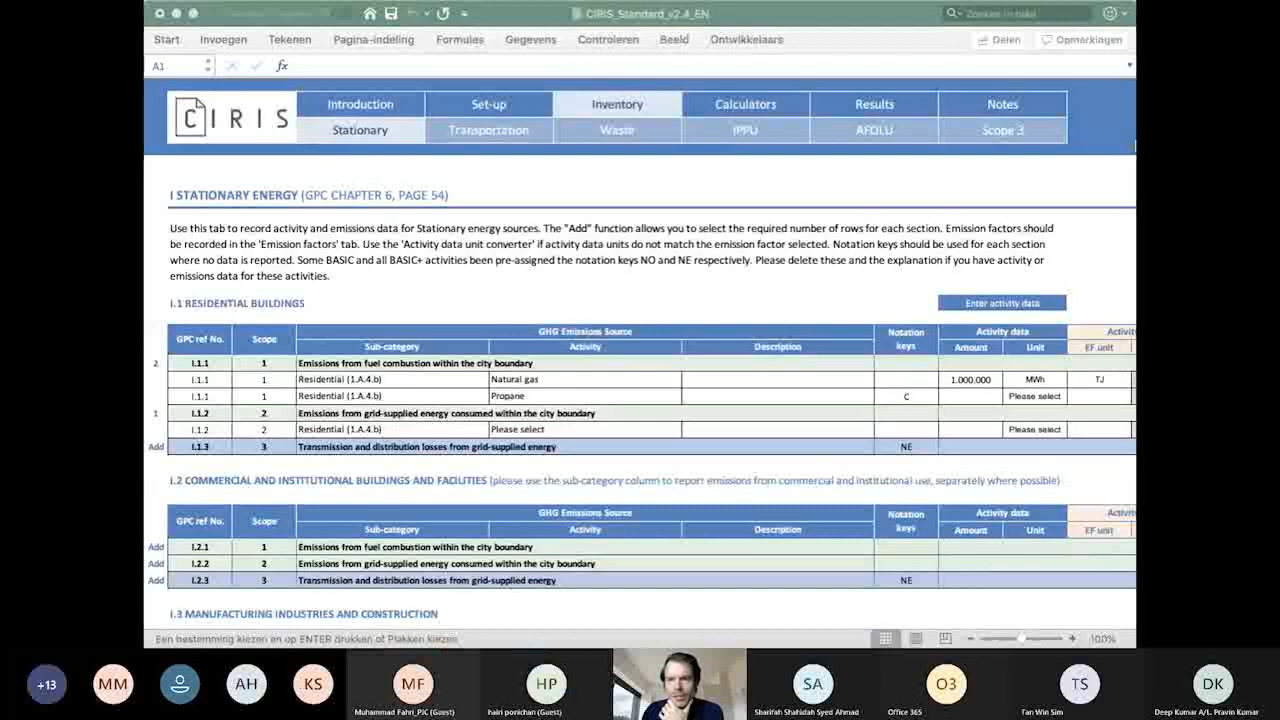 CIRIS_Standard_v2.4_EN
Zoeken in blad
Start Invoegen Tekenen Pagina-indeling Formules Gegevens Controleren Beeld Ontwikkelaars Delen Opmerkingen
A1 fx
CIRIS
Introduction Set-up Inventory Calculators Results Notes
Stationary Transportation Waste IPPU AFOLU Scope 3
I STATIONARY ENERGY (GPC CHAPTER 6, PAGE 54)
Use this tab to record activity and emissions data for Stationary energy sources. The "Add" function allows you to select the required number of rows for each section. Emission factors should
be recorded in the 'Emission factors' tab. Use the 'Activity data unit converter' if activity data units do not match the emission factor selected. Notation keys should be used for each section
where no data is reported. Some BASIC and all BASIC+ activities been pre-assigned the notation keys NO and NE respectively. Please delete these and the explanation if you have activity or
emissions data for these activities.
I.1 RESIDENTIAL BUILDINGS Enter activity data
GPC ref No. Scope GHG Emissions Source Notation keys Activity data Activit
Sub-category Activity Description Amount Unit EF unit
2 I.1.1 1 Emissions from fuel combustion within the city boundary
I.1.1 1 Residential (1.A.4.b) Natural gas 1.000.000 MWh TJ
I.1.1 1 Residential (1.A.4.b) Propane C Please select
1 I.1.2 2 Emissions from grid-supplied energy consumed within the city boundary
I.1.2 2 Residential (1.A.4.b) Please select Please select
Add I.1.3 3 Transmission and distribution losses from grid-supplied energy NE
I.2 COMMERCIAL AND INSTITUTIONAL BUILDINGS AND FACILITIES (please use the sub-category column to report emissions from commercial and institutional use, separately where possible)
GPC ref No. Scope GHG Emissions Source Notation keys Activity data Activit
Sub-category Activity Description Amount Unit EF unit
Add I.2.1 1 Emissions from fuel combustion within the city boundary
Add I.2.2 2 Emissions from grid-supplied energy consumed within the city boundary
Add I.2.3 3 Transmission and distribution losses from grid-supplied energy NE
I.3 MANUFACTURING INDUSTRIES AND CONSTRUCTION
Een bestemming kiezen en op ENTER drukken of Plakken kiezen 100%
+13 MM AH KS MF HP SA O3 TS DK
Muhammad Fahri_PJC (Guest) hairi ponichan (Guest) Sharifah Shahidah Syed Ahmad Office 365 Tan Win Sim Deep Kumar A/L. Pravin Kumar